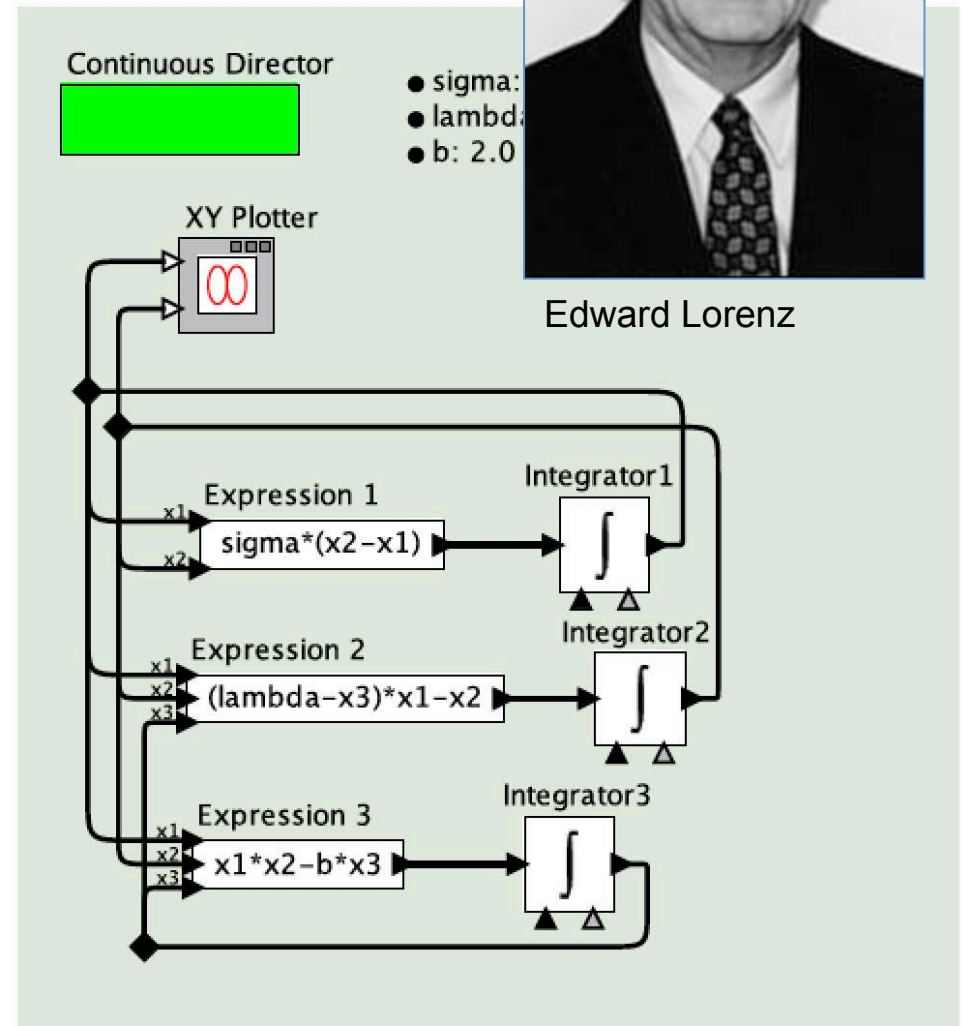 Continuous Director
● sigma:
● lambda
● b: 2.0
XY Plotter
Edward Lorenz
Integrator1
Expression 1
x1
sigma*(x2-x1)
∫
x2
Integrator2
Expression 2
x1
x2
(lambda-x3)*x1-x2
∫
x3
Integrator3
Expression 3
x1
x2
x1*x2-b*x3
∫
x3